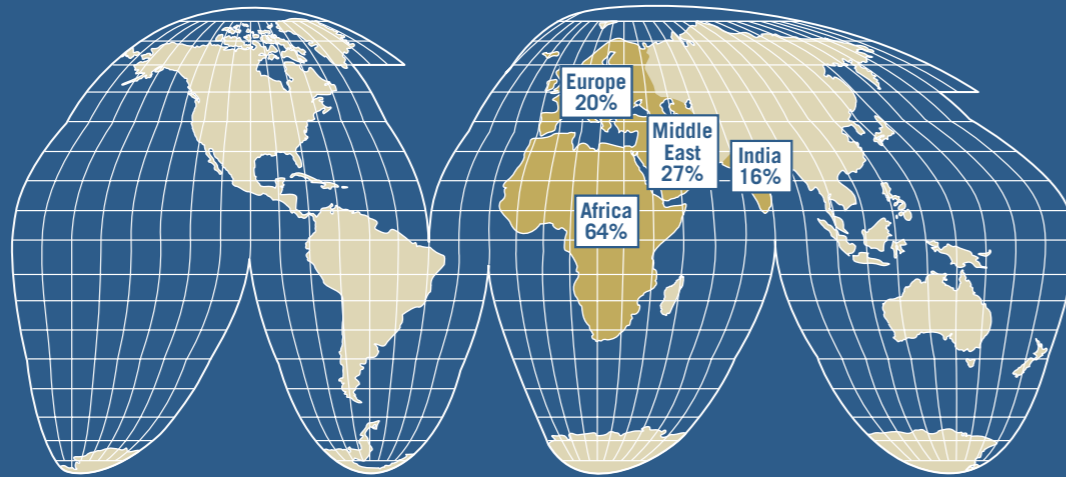 Europe
20%
Middle
East
27%
India
16%
Africa
64%